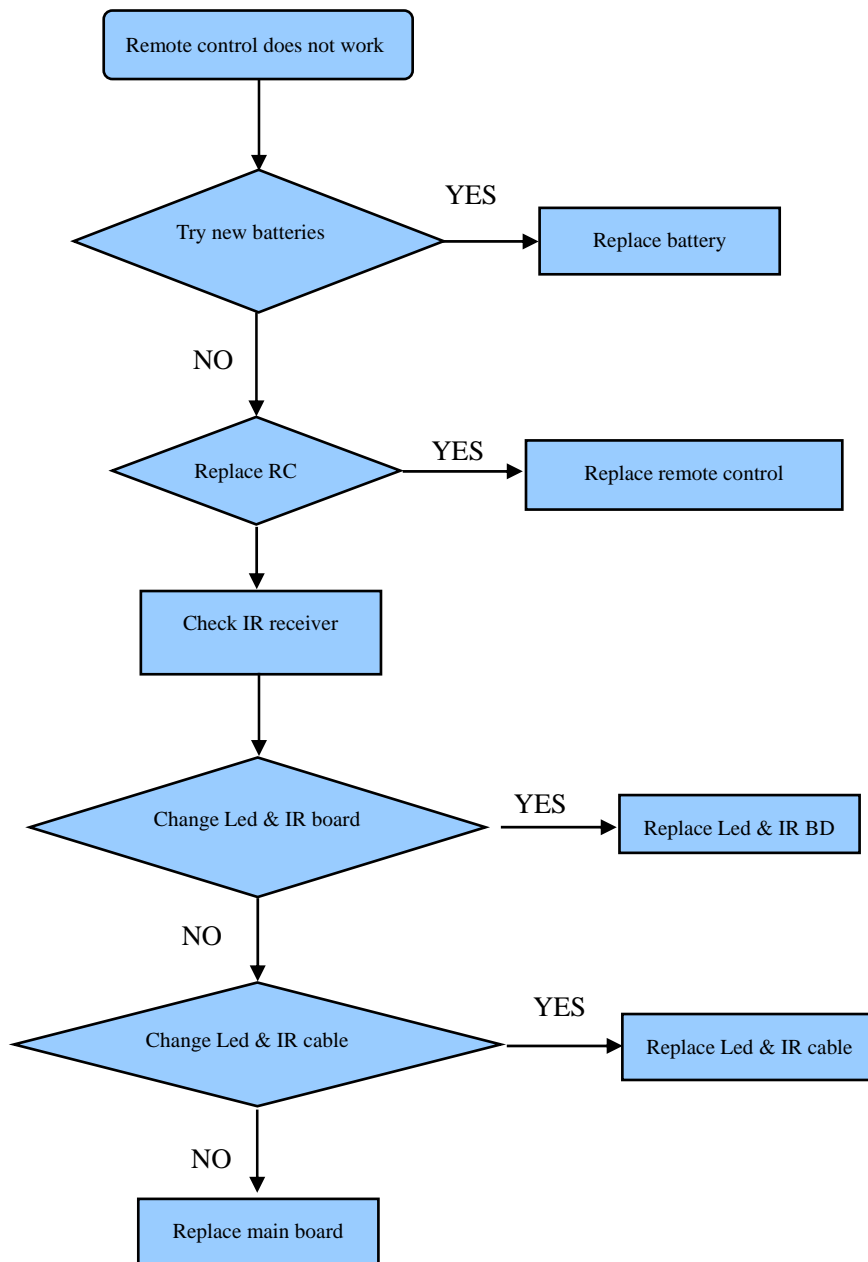 Remote control does not work
YES
Try new batteries
Replace battery
NO
YES
Replace RC
Replace remote control
Check IR receiver
YES
Change Led & IR board
Replace Led & IR BD
NO
YES
Change Led & IR cable
Replace Led & IR cable
NO
Replace main board